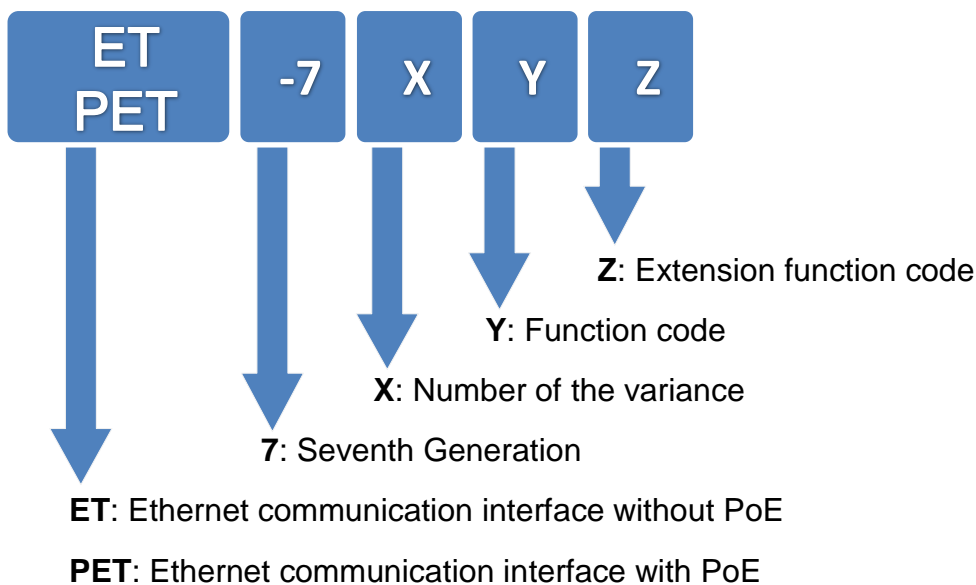 ET
PET
-7
X
Y
Z
Z: Extension function code
Y: Function code
X: Number of the variance
7: Seventh Generation
ET: Ethernet communication interface without PoE
PET: Ethernet communication interface with PoE